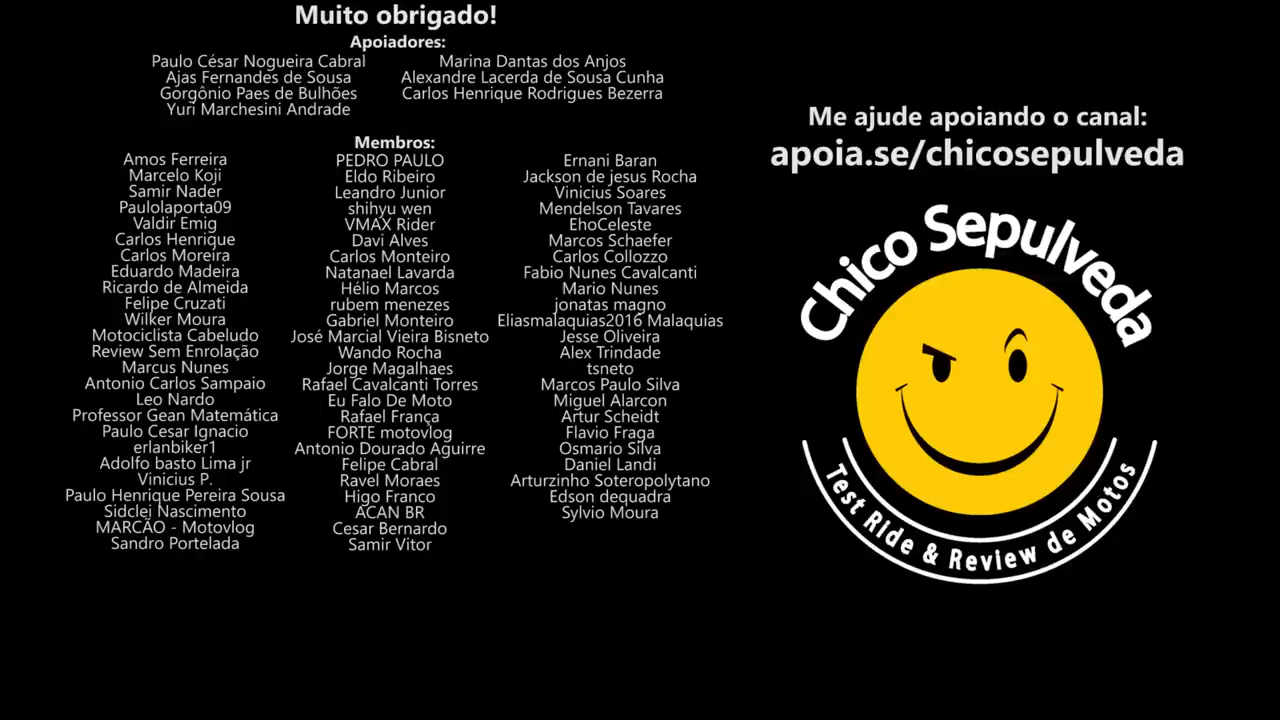 Muito obrigado!
Apoiadores:
Paulo César Nogueira Cabral
Ajas Fernandes de Sousa
Gorgônio Paes de Bulhões
Yuri Marchesini Andrade
Marina Dantas dos Anjos
Alexandre Lacerda de Sousa Cunha
Carlos Henrique Rodrigues Bezerra
Membros:
Amos Ferreira
Marcelo Koji
Samir Nader
Paulolaporta09
Valdir Emig
Carlos Henrique
Carlos Moreira
Eduardo Madeira
Ricardo de Almeida
Felipe Cruzati
Wilker Moura
Motociclista Cabeludo
Review Sem Enrolação
Marcus Nunes
Antonio Carlos Sampaio
Leo Nardo
Professor Gean Matemática
Paulo Cesar Ignacio
erlanbiker1
Adolfo basto Lima jr
Vinicius P.
Paulo Henrique Pereira Sousa
Sidclei Nascimento
MARCÃO - Motovlog
Sandro Portelada
PEDRO PAULO
Eldo Ribeiro
Leandro Junior
shihyu wen
VMAX Rider
Davi Alves
Carlos Monteiro
Natanael Lavarda
Hélio Marcos
rubem menezes
Gabriel Monteiro
José Marcial Vieira Bisneto
Wando Rocha
Jorge Magalhaes
Rafael Cavalcanti Torres
Eu Falo De Moto
Rafael França
FORTE motovlog
Antonio Dourado Aguirre
Felipe Cabral
Ravel Moraes
Higo Franco
ACAN BR
Cesar Bernardo
Samir Vitor
Ernani Baran
Jackson de jesus Rocha
Vinicius Soares
Mendelson Tavares
EhoCeleste
Marcos Schaefer
Carlos Collozzo
Fabio Nunes Cavalcanti
Mario Nunes
jonatas magno
Eliasmalaquias2016 Malaquias
Jesse Oliveira
Alex Trindade
tsneto
Marcos Paulo Silva
Miguel Alarcon
Artur Scheidt
Flavio Fraga
Osmario Silva
Daniel Landi
Arturzinho Soteropolytano
Edson dequadra
Sylvio Moura
Me ajude apoiando o canal:
apoia.se/chicosepulveda
Chico Sepulveda
Test Ride & Review de Motos